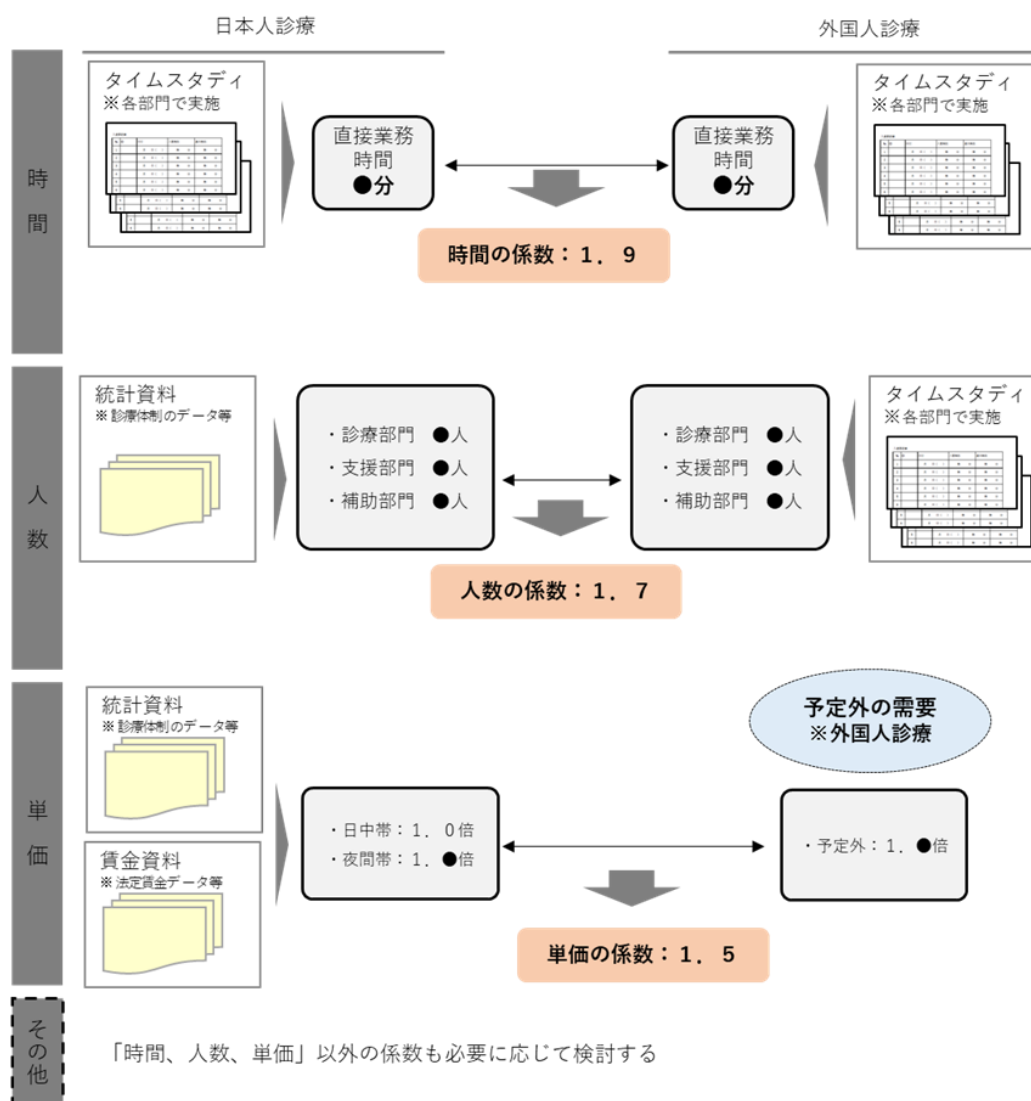 日本人診療
外国人診療
時間
タイムスタディ
※各部門で実施
直接業務
時間
●分
直接業務
時間
●分
タイムスタディ
※各部門で実施
時間の係数：１．９
人数
統計資料
※診療体制のデータ等
・診療部門　●人
・支援部門　●人
・補助部門　●人
・診療部門　●人
・支援部門　●人
・補助部門　●人
タイムスタディ
※各部門で実施
人数の係数：１．７
単価
統計資料
※診療体制のデータ等
賃金資料
※法定賃金データ等
・日中帯：１．０倍
・夜間帯：１．●倍
予定外の需要
※外国人診療
・予定外：１．●倍
単価の係数：１．５
その他
「時間、人数、単価」以外の係数も必要に応じて検討する